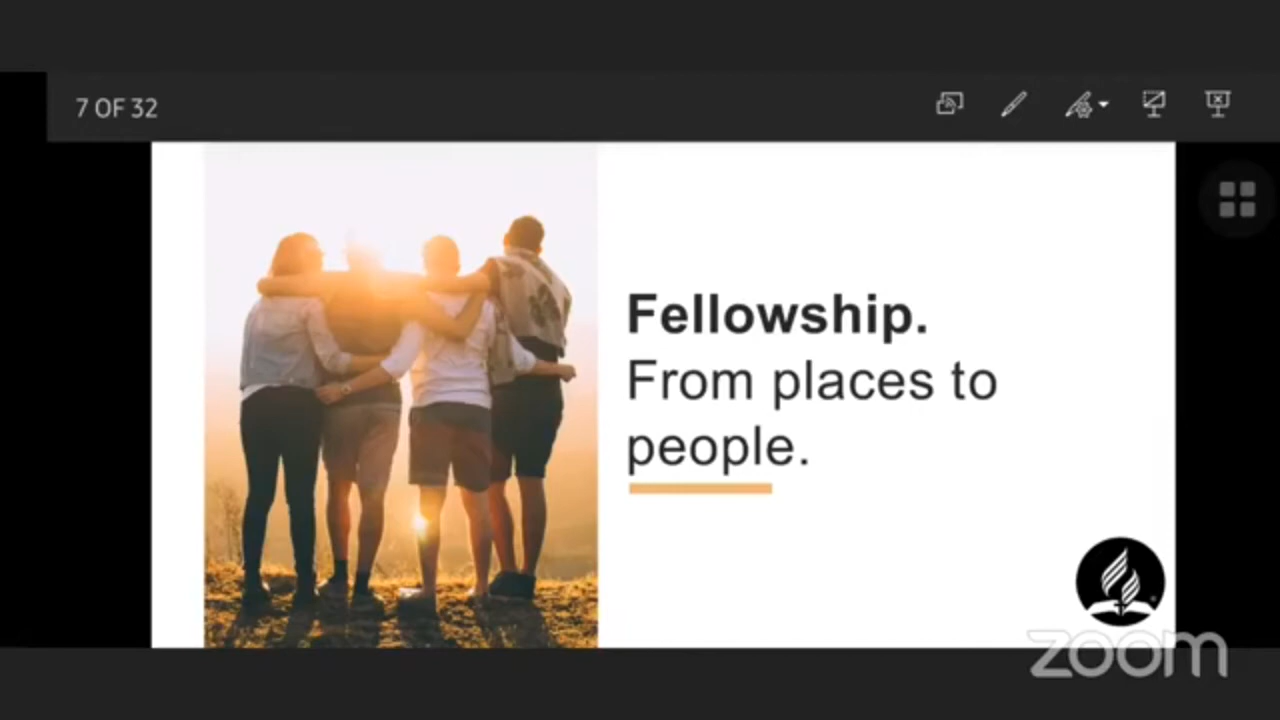 7 OF 32
Fellowship.
From places to
people.
zoom